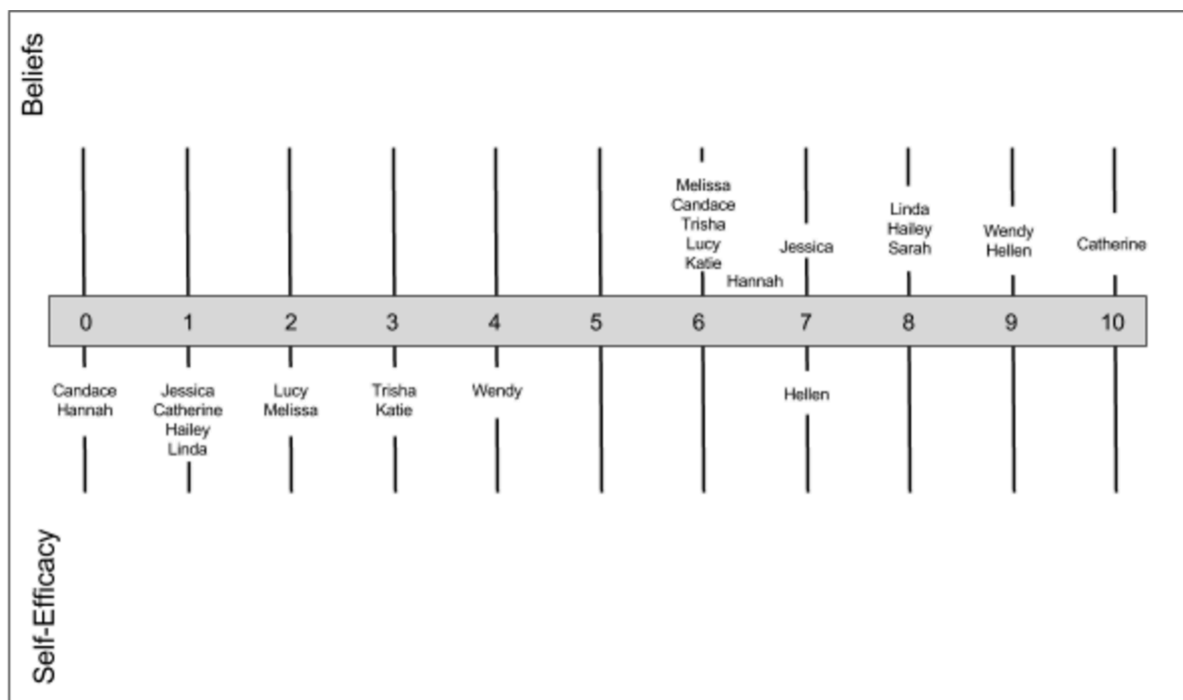 Beliefs
Melissa
Candace
Trisha
Lucy
Katie
Hannah
Jessica
Linda
Hailey
Sarah
Wendy
Hellen
Catherine
0 1 2 3 4 5 6 7 8 9 10
Candace
Hannah
Jessica
Catherine
Hailey
Linda
Lucy
Melissa
Trisha
Katie
Wendy
Hellen
Self-Efficacy